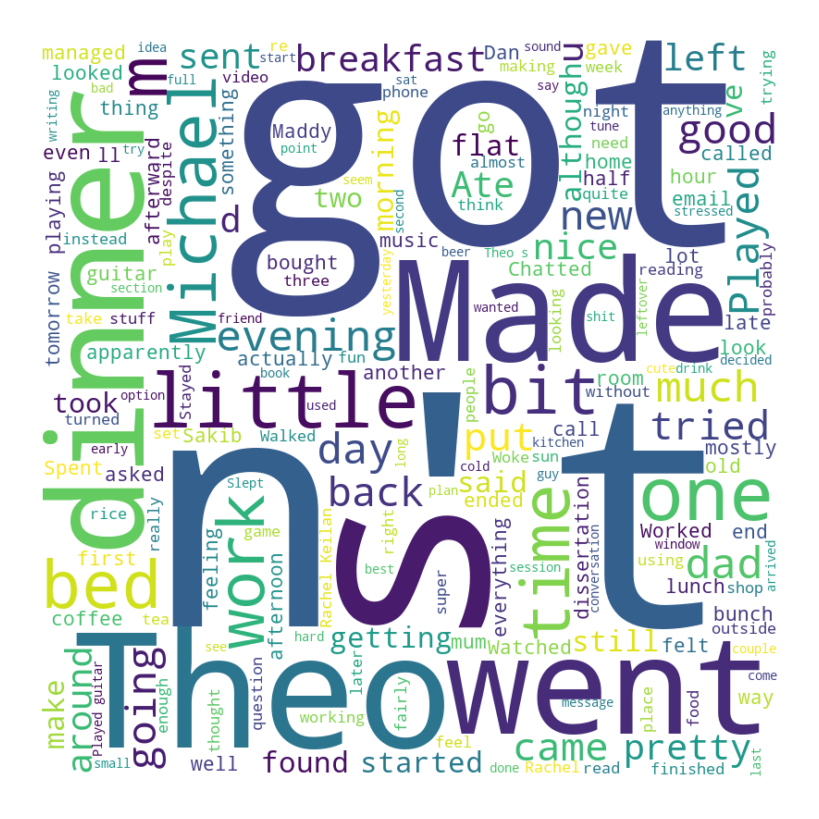 idea
sound
re
start
managed
sent
breakfast
Dan
gave
left
looked
full
video
sat
making
week
trying
thing
bad
m
u
phone
say
anything
writing
something
Maddy
go
night
tune
good
try
Michael
got
point
flat
almost
although
need
ve
called
even
ll
dinner
afterward
despite
two
morning
Ate
think
home
half
hour
quite
email
stressed
playing
d
seem
second
new
instead
play
music
Played
guitar
bought
three
yesterday
beer
Theo s
nice
lot
reading
probably
section
friend
Chatted
wanted
looking
shit
leftover
late
tomorrow
take
stuff
evening
Made
look
apparently
actually
fun
cute
drink
decided
another
people
room
without
much
took
option
Stayed
book
used
little
bit
turned
set
Sakib
Walked
put
kitchen
tried
mostly
early
Spent
asked
day
long
call
Woke
sun
old
n't
said
guy
cold
ended
rice
really
Slept
back
plan
time
one
work
's
dissertation
conversation
Worked
end
first
feeling
game
right
everything
window
bed
Rachel Keilan
best
session
using
arrived
super
lunch
shop
dad
coffee
tea
afternoon
bunch
outside
see
hard
getting
mum
Watched
still
felt
way
couple
around
Played guitar
going
Theo
later
went
make
enough
question
fairly
message
come
thought
working
feel
place
food
small
well
found
started
came
pretty
done
Rachel
read
finished
last